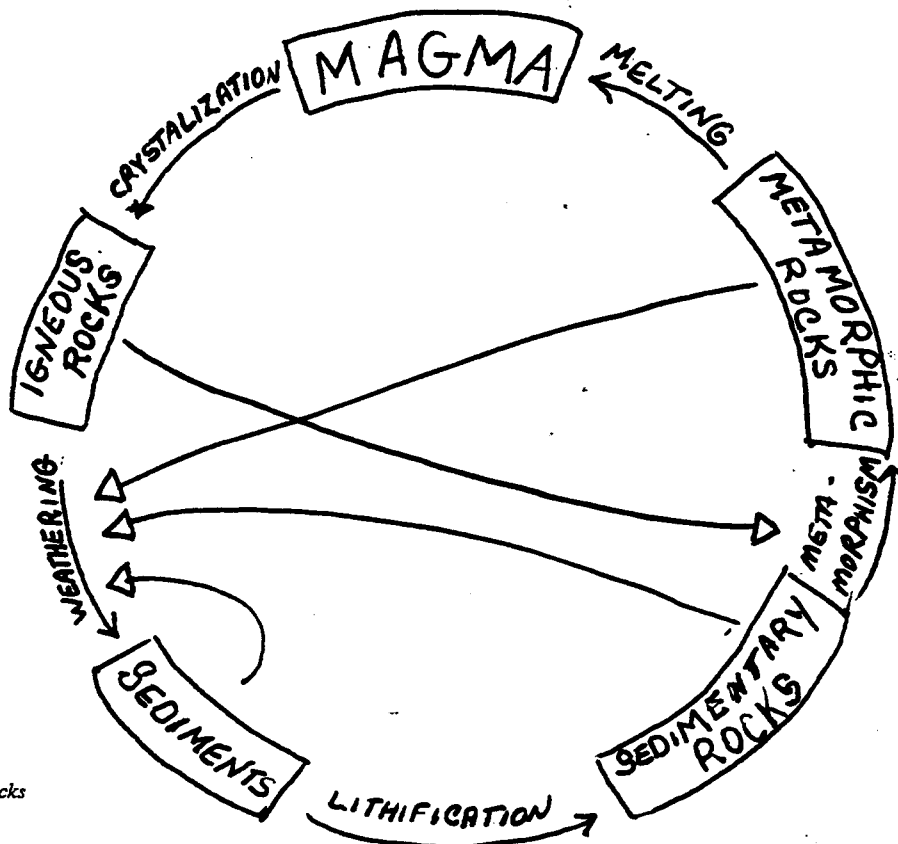 MAGMA
MELTING
METAMORPHIC
ROCKS
META-
MORPHISM
SEDIMENTARY
ROCKS
LITHIFICATION
SEDIMENTS
WEATHERING
IGNEOUS
ROCKS
CRYSTALIZATION